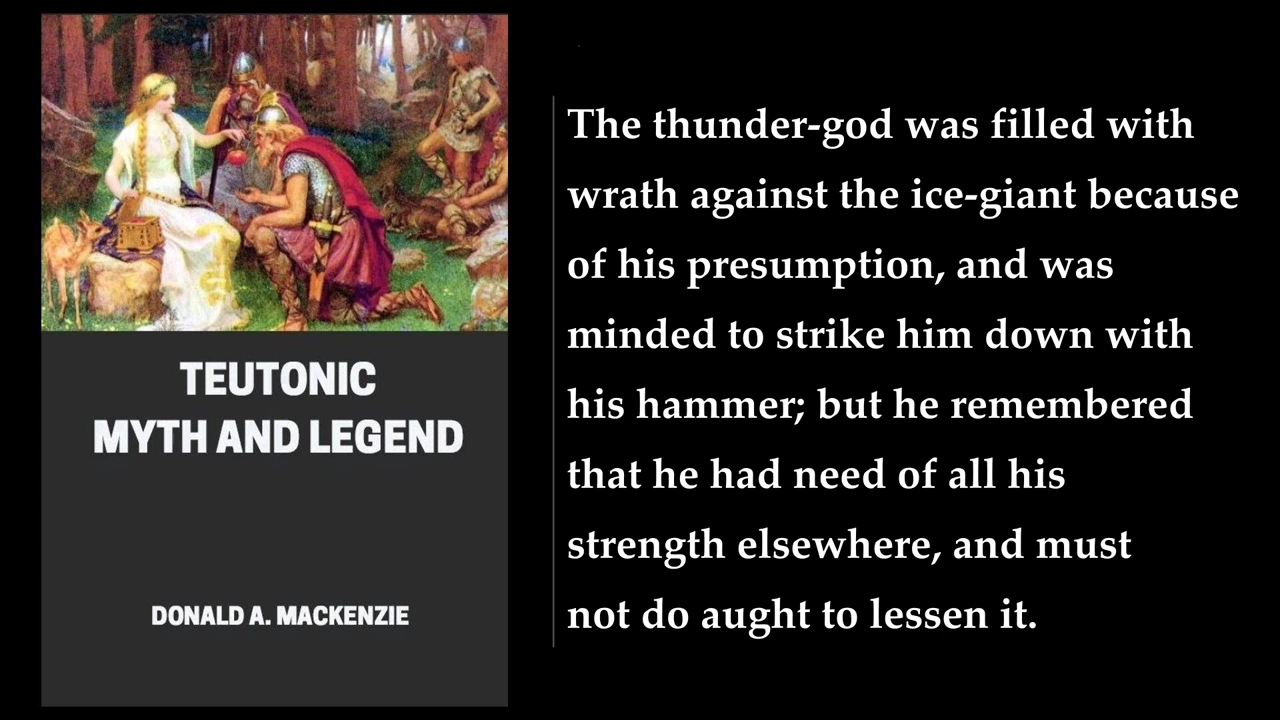 TEUTONIC
MYTH AND LEGEND
DONALD A. MACKENZIE
The thunder-god was filled with
wrath against the ice-giant because
of his presumption, and was
minded to strike him down with
his hammer; but he remembered
that he had need of all his
strength elsewhere, and must
not do aught to lessen it.